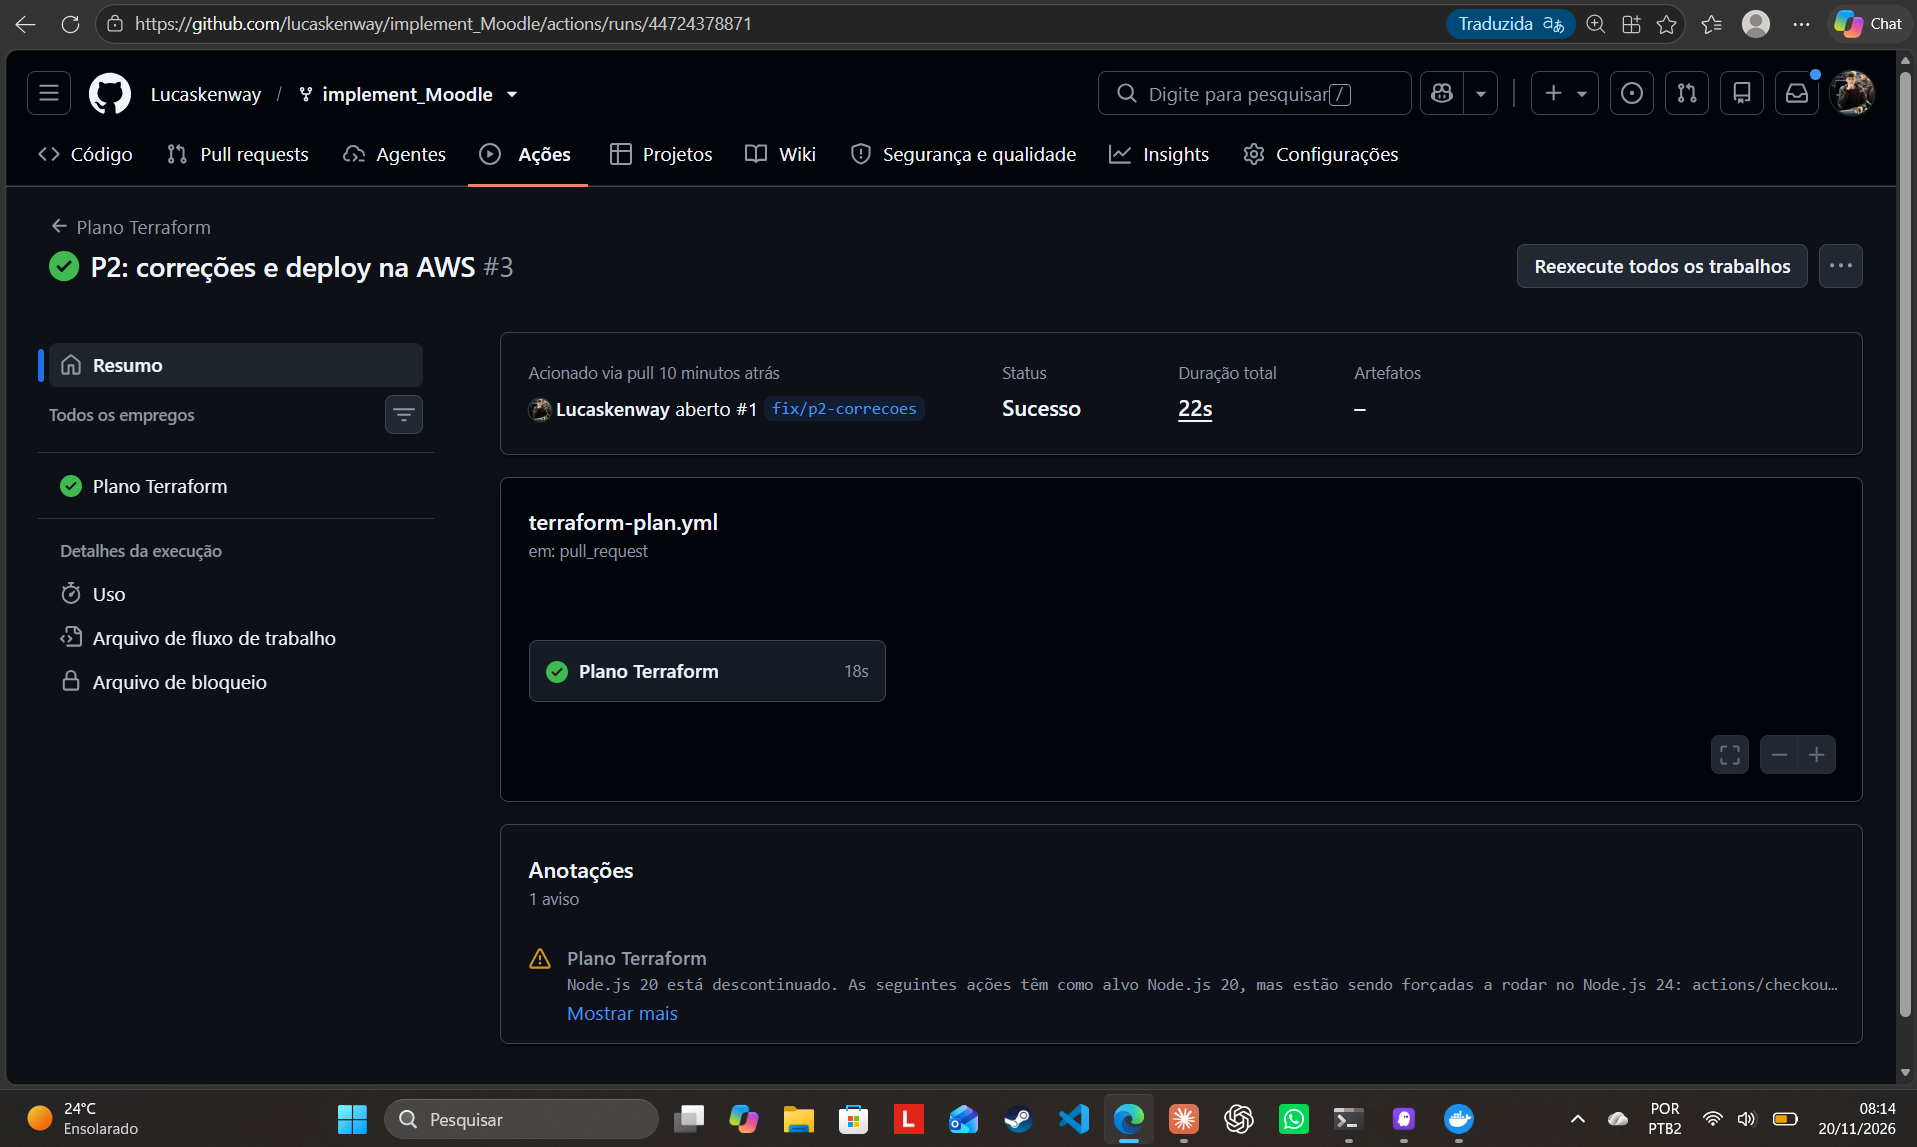 https://github.com/lucaskenway/implement_Moodle/actions/runs/44724378871
Traduzida
Chat
Lucaskenway / implement_Moodle
Digite para pesquisar /
Código
Pull requests
Agentes
Ações
Projetos
Wiki
Segurança e qualidade
Insights
Configurações
Plano Terraform
P2: correções e deploy na AWS #3
Reexecute todos os trabalhos
Resumo
Todos os empregos
Plano Terraform
Detalhes da execução
Uso
Arquivo de fluxo de trabalho
Arquivo de bloqueio
Acionado via pull 10 minutos atrás
Lucaskenway aberto #1 fix/p2-correcoes
Status
Sucesso
Duração total
22s
Artefatos
–
terraform-plan.yml
em: pull_request
Plano Terraform
18s
Anotações
1 aviso
Plano Terraform
Node.js 20 está descontinuado. As seguintes ações têm como alvo Node.js 20, mas estão sendo forçadas a rodar no Node.js 24: actions/checkou…
Mostrar mais
24°C
Ensolarado
Pesquisar
L
POR
PTB2
08:14
20/11/2026